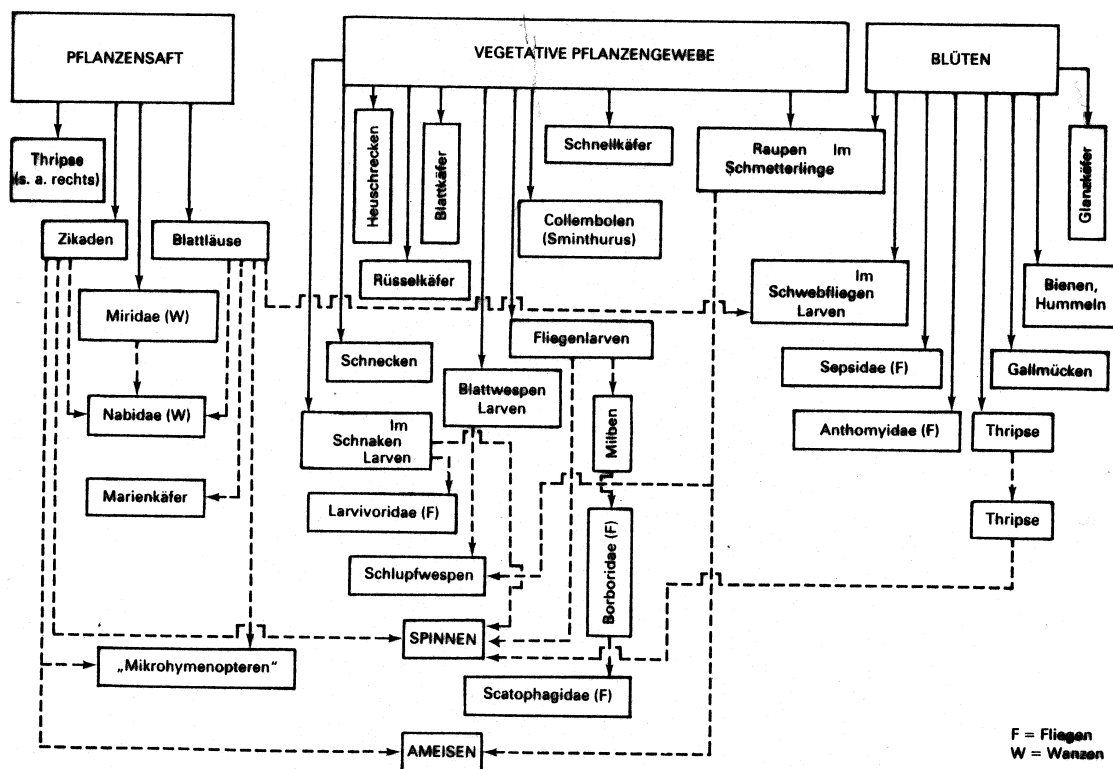 PFLANZENSAFT
VEGETATIVE PFLANZENGEWEBE
BLÜTEN
Thripse
(s. a. rechts)
Heuschrecken
Blattkäfer
Schnellkäfer
Raupen Im
Schmetterlinge
Glanzkäfer
Zikaden
Blattläuse
Collembolen
(Sminthurus)
Rüsselkäfer
Im
Schwebfliegen
Larven
Bienen,
Hummeln
Miridae (W)
Schnecken
Fliegenlarven
Sepsidae (F)
Gallmücken
Blattwespen
Larven
Nabidae (W)
Im
Schnaken
Larven
Milben
Anthomyidae (F)
Thripse
Marienkäfer
Larvivoridae (F)
Borboridae (F)
Thripse
Schlupfwespen
SPINNEN
„Mikrohymenopteren"
Scatophagidae (F)
AMEISEN
F = Fliegen
W = Wanzen